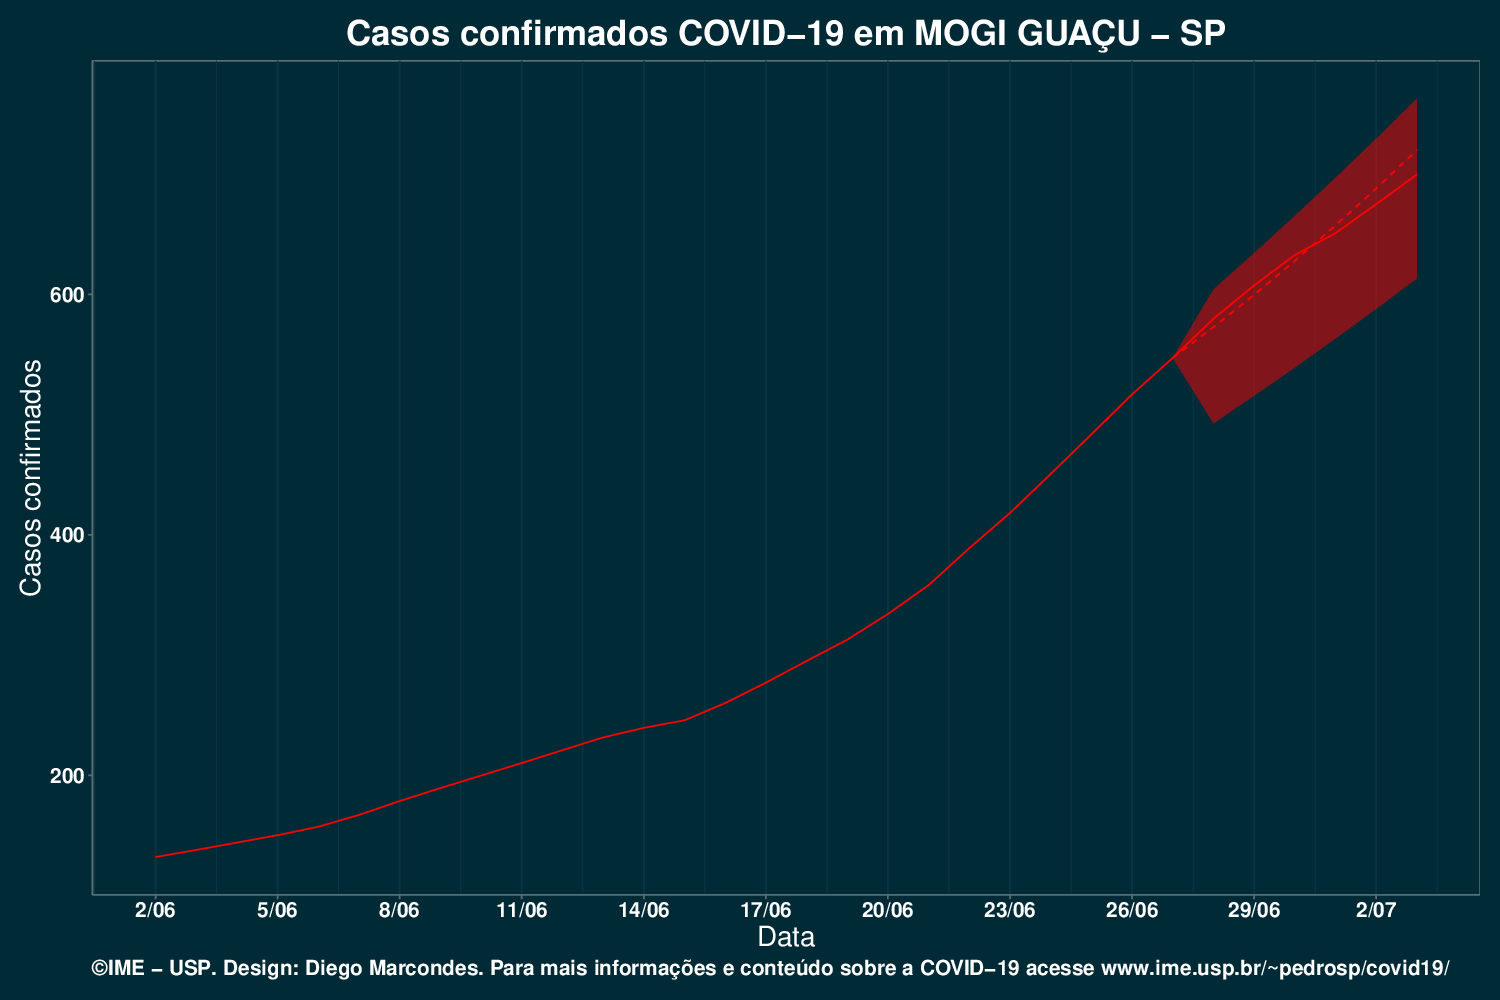 Casos confirmados COVID−19 em MOGI GUAÇU − SP
Casos confirmados
600
400
200
2/06 5/06 8/06 11/06 14/06 17/06 20/06 23/06 26/06 29/06 2/07
Data
©IME − USP. Design: Diego Marcondes. Para mais informações e conteúdo sobre a COVID−19 acesse www.ime.usp.br/~pedrosp/covid19/